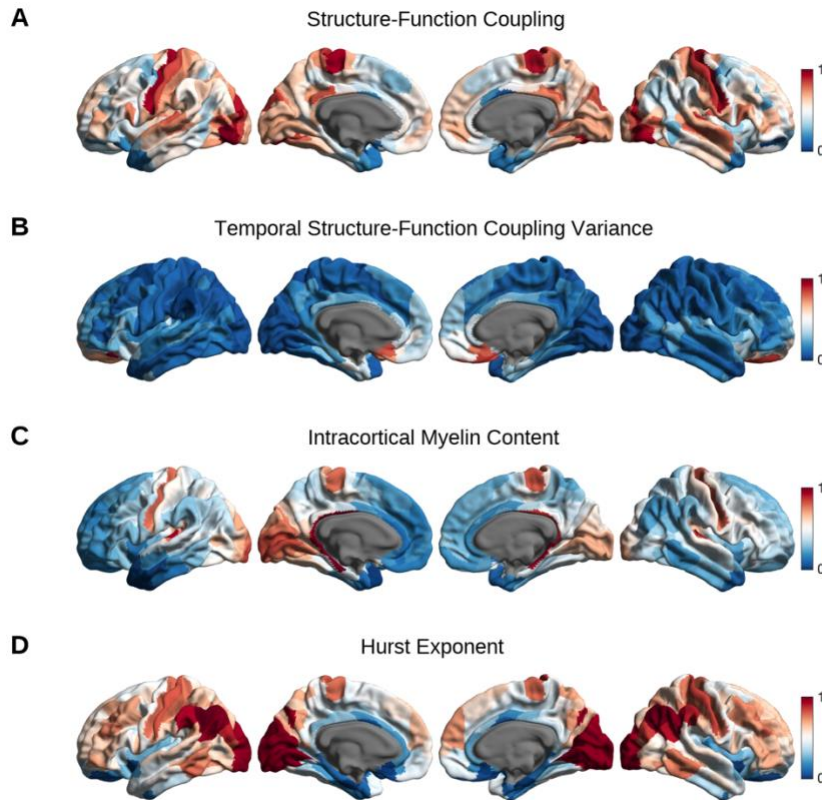 A
Structure-Function Coupling
1
0
B
Temporal Structure-Function Coupling Variance
1
0
C
Intracortical Myelin Content
1
0
D
Hurst Exponent
1
0